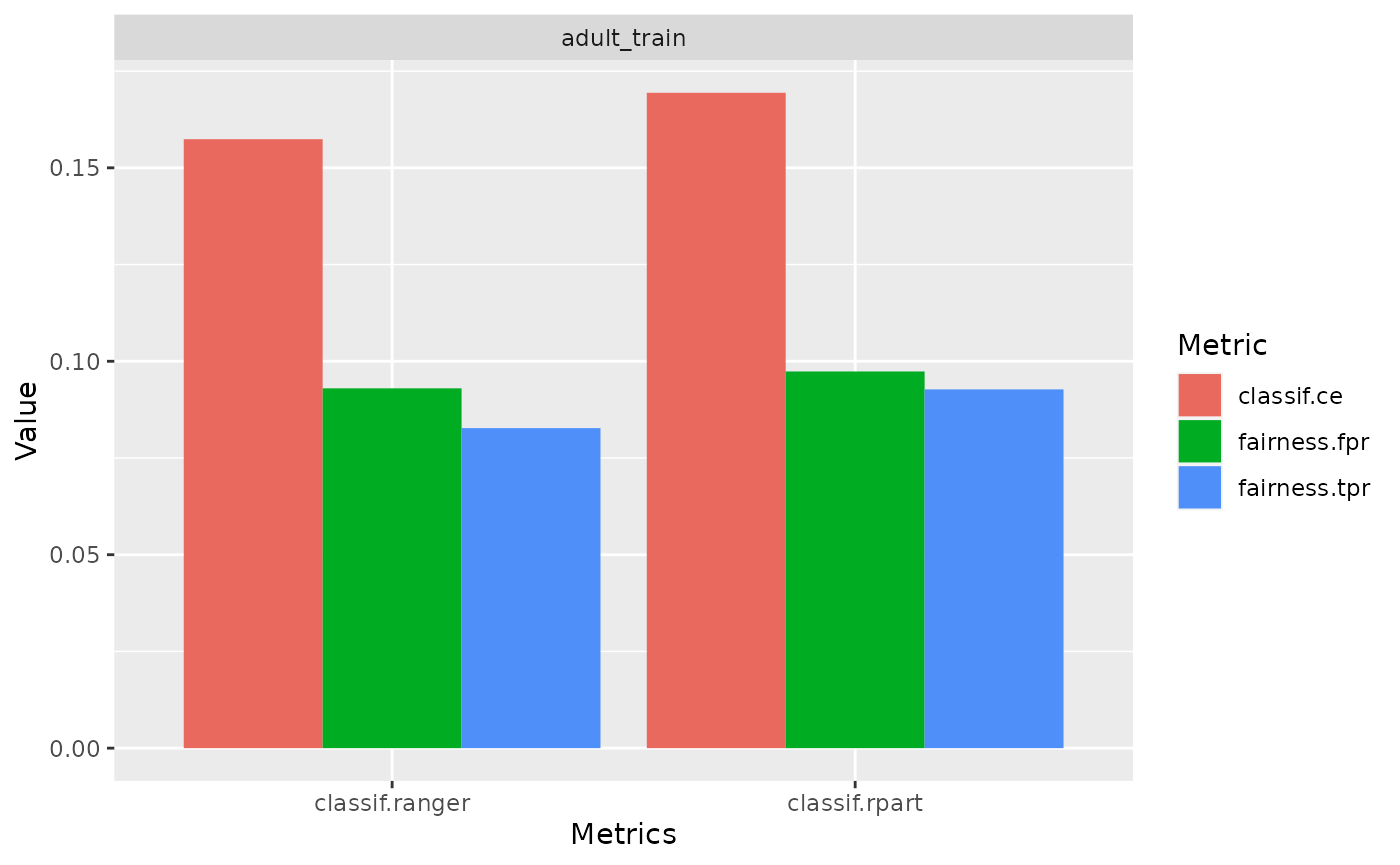 adult_train
Value
0.15
0.10
0.05
0.00
classif.ranger
classif.rpart
Metrics
Metric
classif.ce
fairness.fpr
fairness.tpr